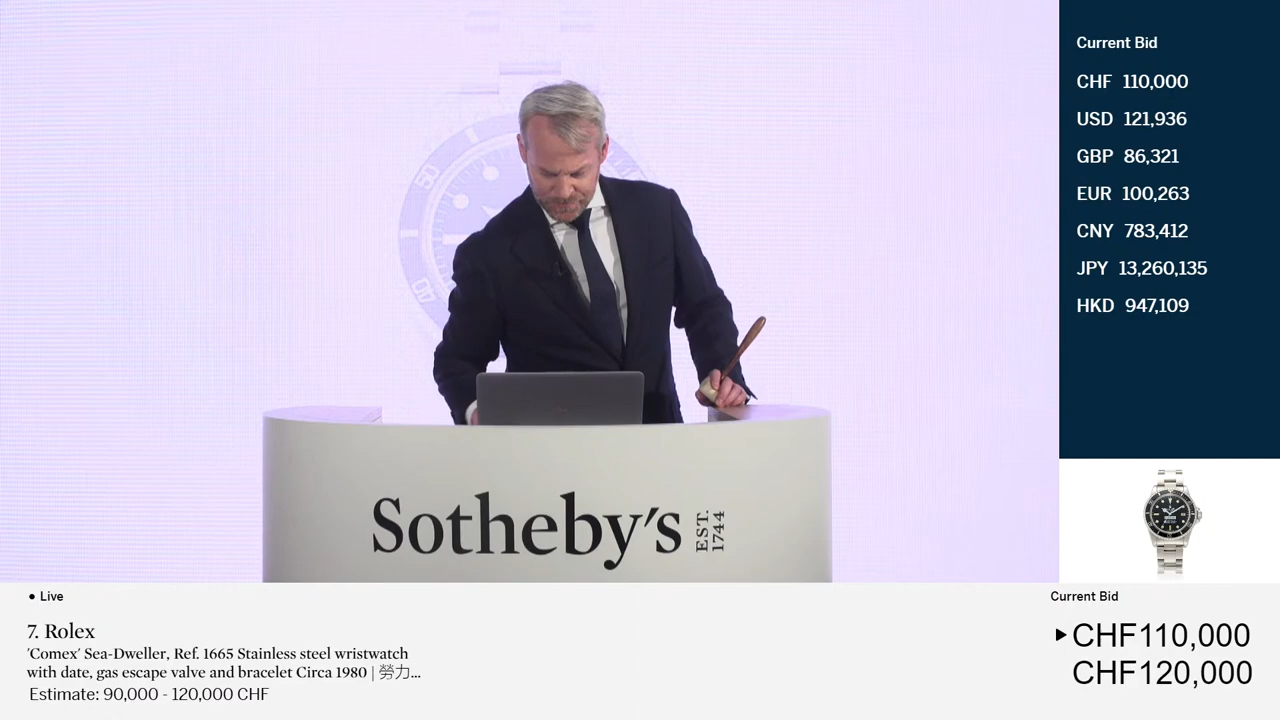 Current Bid
CHF 110,000
USD 121,936
GBP 86,321
EUR 100,263
CNY 783,412
JPY 13,260,135
HKD 947,109
50
40
Sotheby's
EST.
1744
• Live
7. Rolex
'Comex' Sea-Dweller, Ref. 1665 Stainless steel wristwatch
with date, gas escape valve and bracelet Circa 1980 | 勞力...
Estimate: 90,000 - 120,000 CHF
Current Bid
CHF110,000
CHF120,000